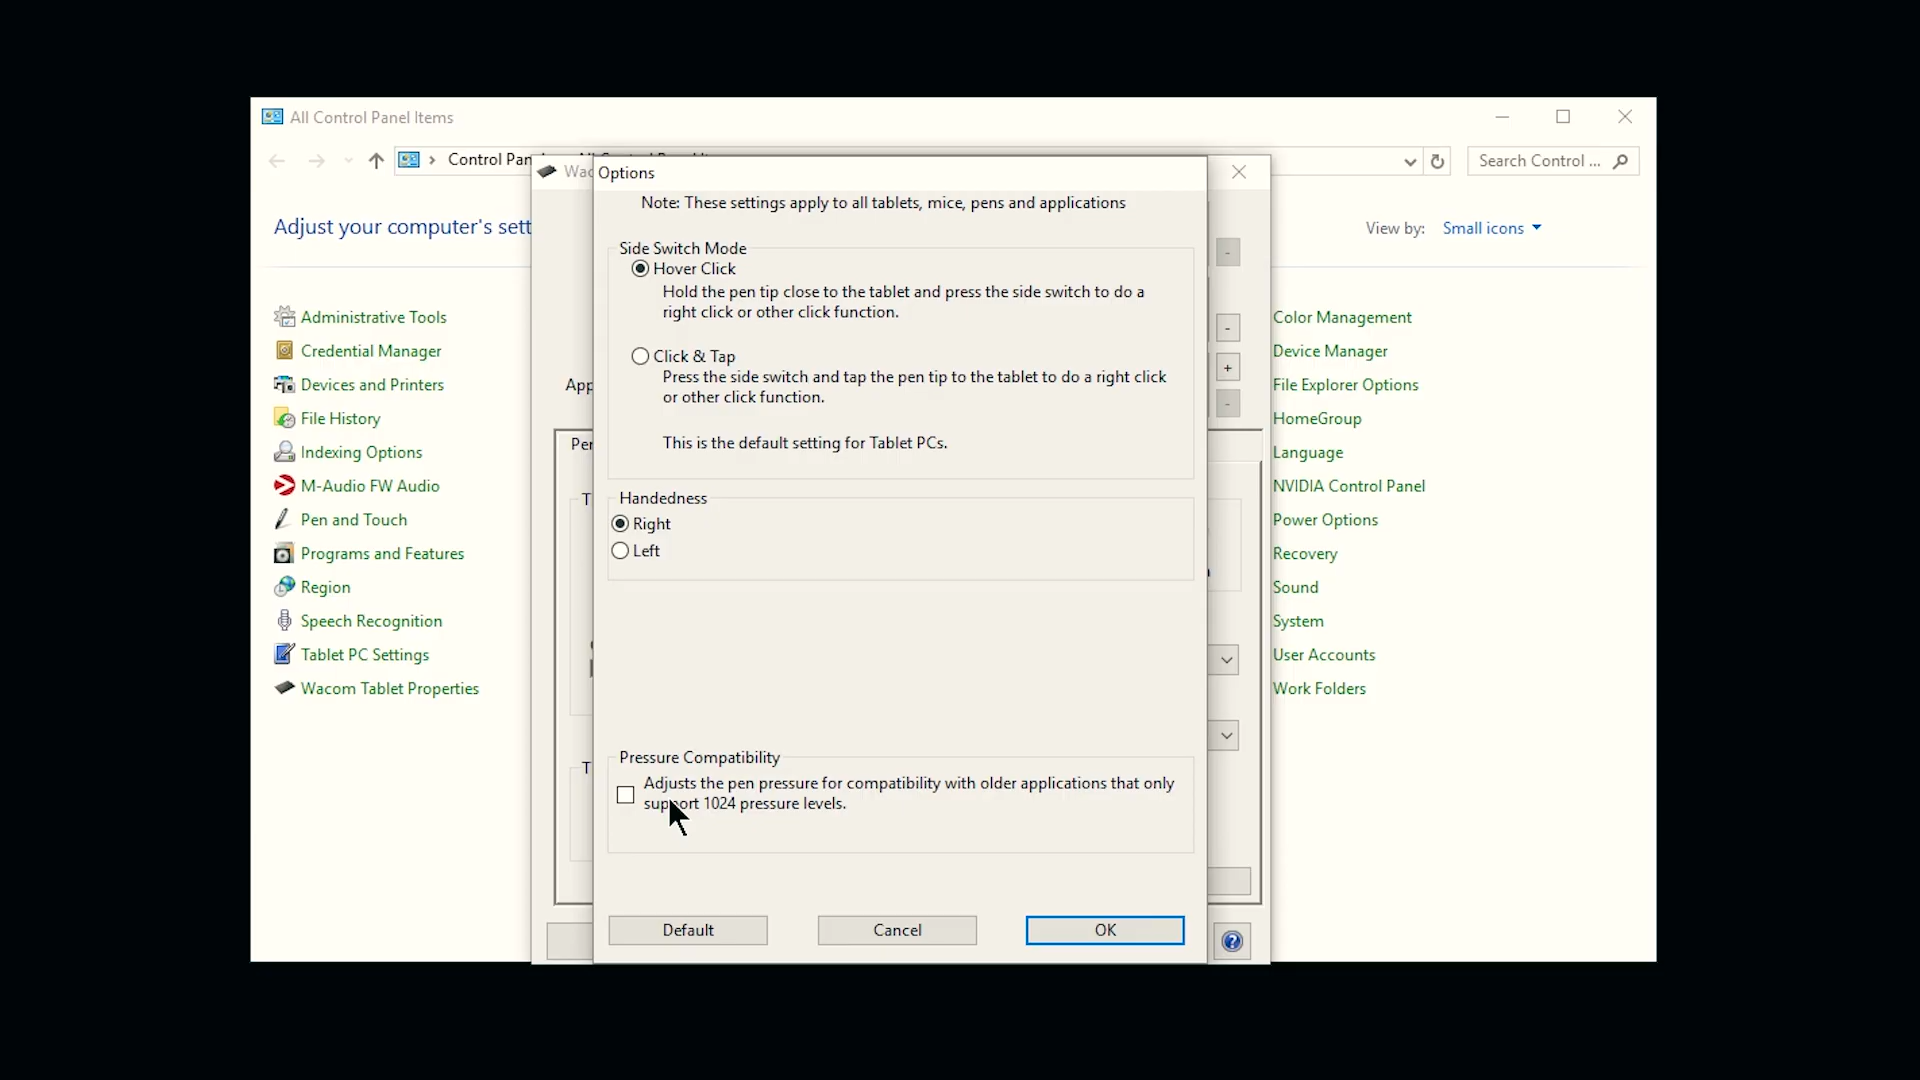 All Control Panel Items
Search Control ...
Options
Note: These settings apply to all tablets, mice, pens and applications
Adjust your computer's
View by: Small icons
Side Switch Mode
Hover Click
Hold the pen tip close to the tablet and press the side switch to do a
right click or other click function.
Click & Tap
Press the side switch and tap the pen tip to the tablet to do a right click
or other click function.
This is the default setting for Tablet PCs.
Handedness
Right
Left
Pressure Compatibility
Adjusts the pen pressure for compatibility with older applications that only
support 1024 pressure levels.
Default
Cancel
OK
Administrative Tools
Credential Manager
Devices and Printers
File History
Indexing Options
M-Audio FW Audio
Pen and Touch
Programs and Features
Region
Speech Recognition
Tablet PC Settings
Wacom Tablet Properties
Color Management
Device Manager
File Explorer Options
HomeGroup
Language
NVIDIA Control Panel
Power Options
Recovery
Sound
System
User Accounts
Work Folders